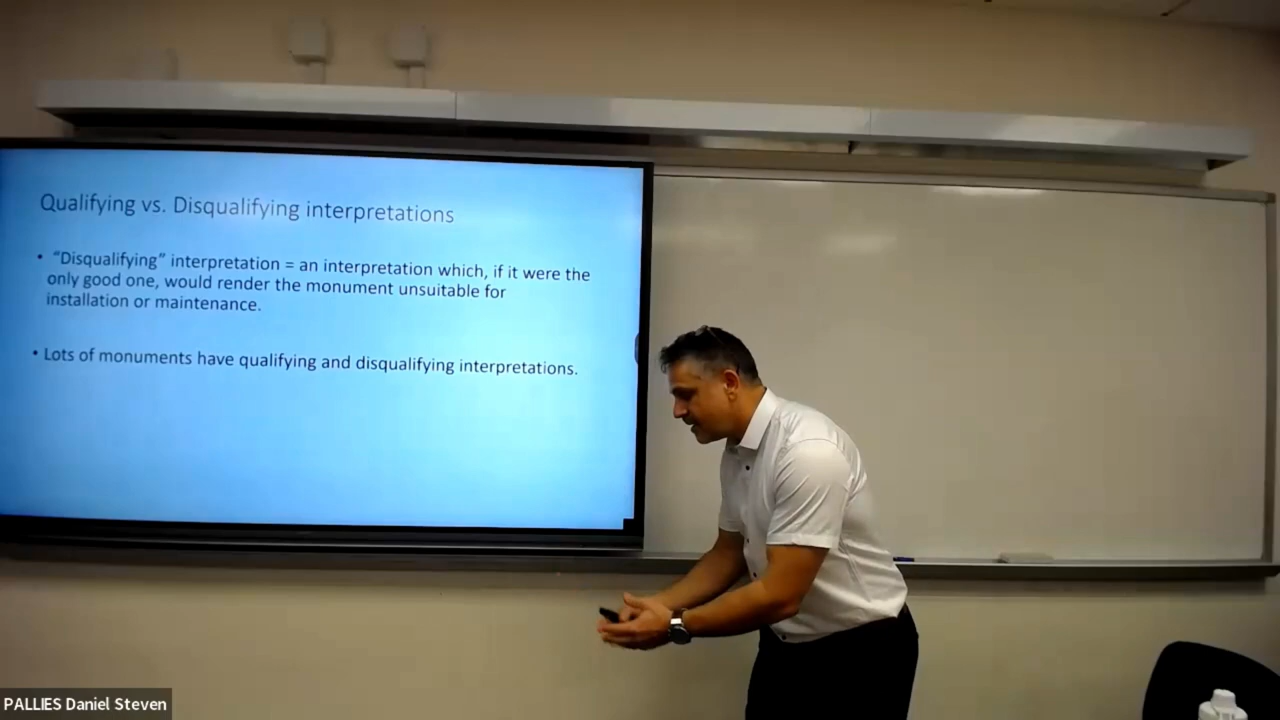 Qualifying vs. Disqualifying interpretations
• “Disqualifying” interpretation = an interpretation which, if it were the
only good one, would render the monument unsuitable for
installation or maintenance.
• Lots of monuments have qualifying and disqualifying interpretations.
PALLIES Daniel Steven